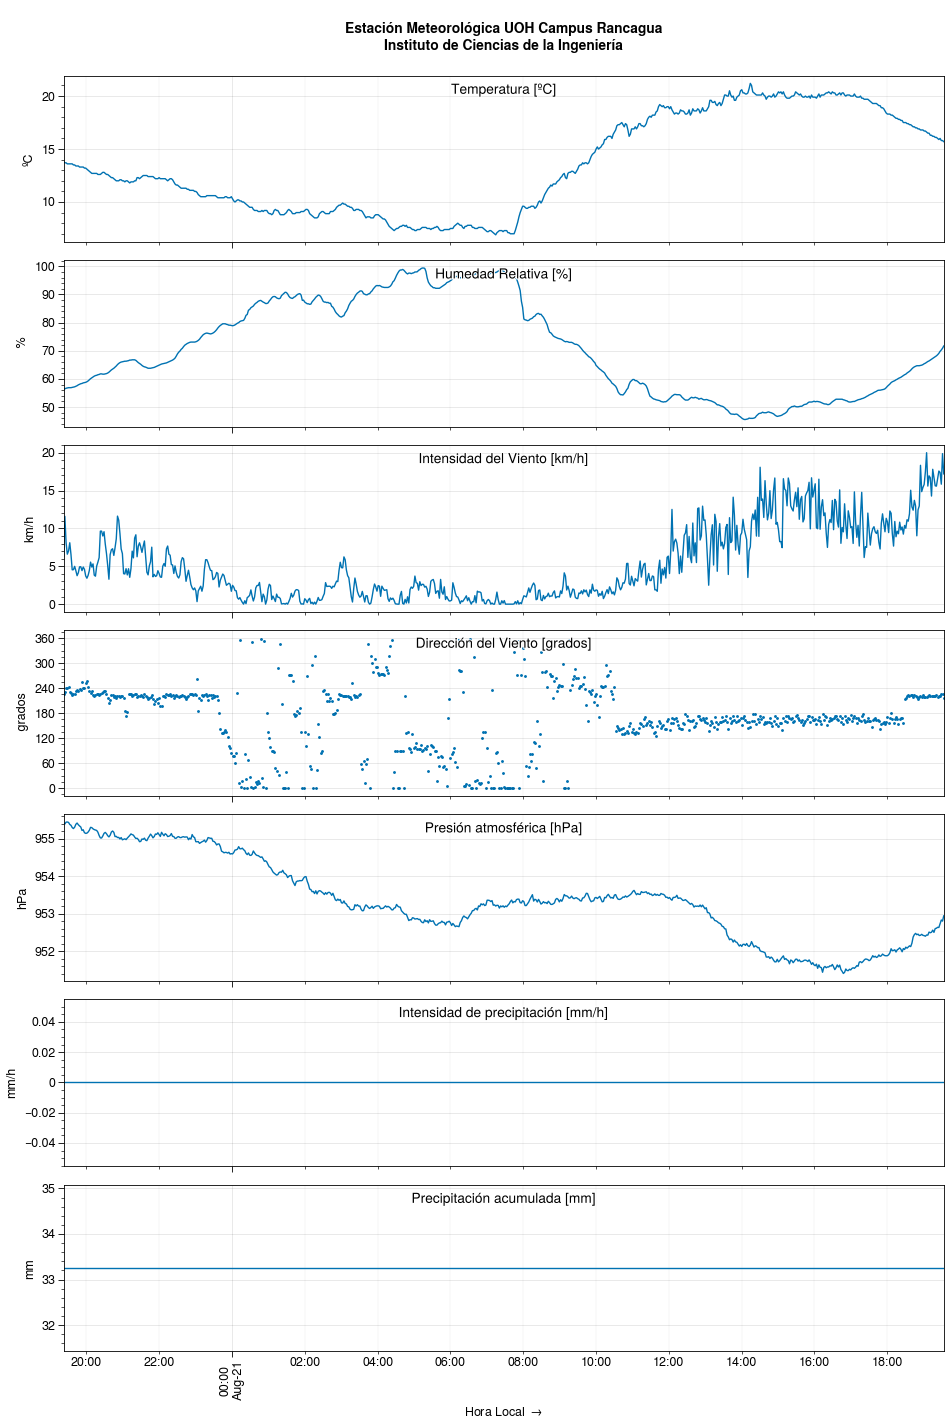 Estación Meteorológica UOH Campus Rancagua
Instituto de Ciencias de la Ingeniería
Temperatura [ºC]
ºC
20
15
10
Humedad Relativa [%]
%
100
90
80
70
60
50
Intensidad del Viento [km/h]
km/h
20
15
10
5
0
Dirección del Viento [grados]
grados
360
300
240
180
120
60
0
Presión atmosférica [hPa]
hPa
955
954
953
952
Intensidad de precipitación [mm/h]
mm/h
0.04
0.02
0
−0.02
−0.04
Precipitación acumulada [mm]
mm
35
34
33
32
20:00 22:00 00:00 02:00 04:00 06:00 08:00 10:00 12:00 14:00 16:00 18:00
Aug-21
Hora Local →